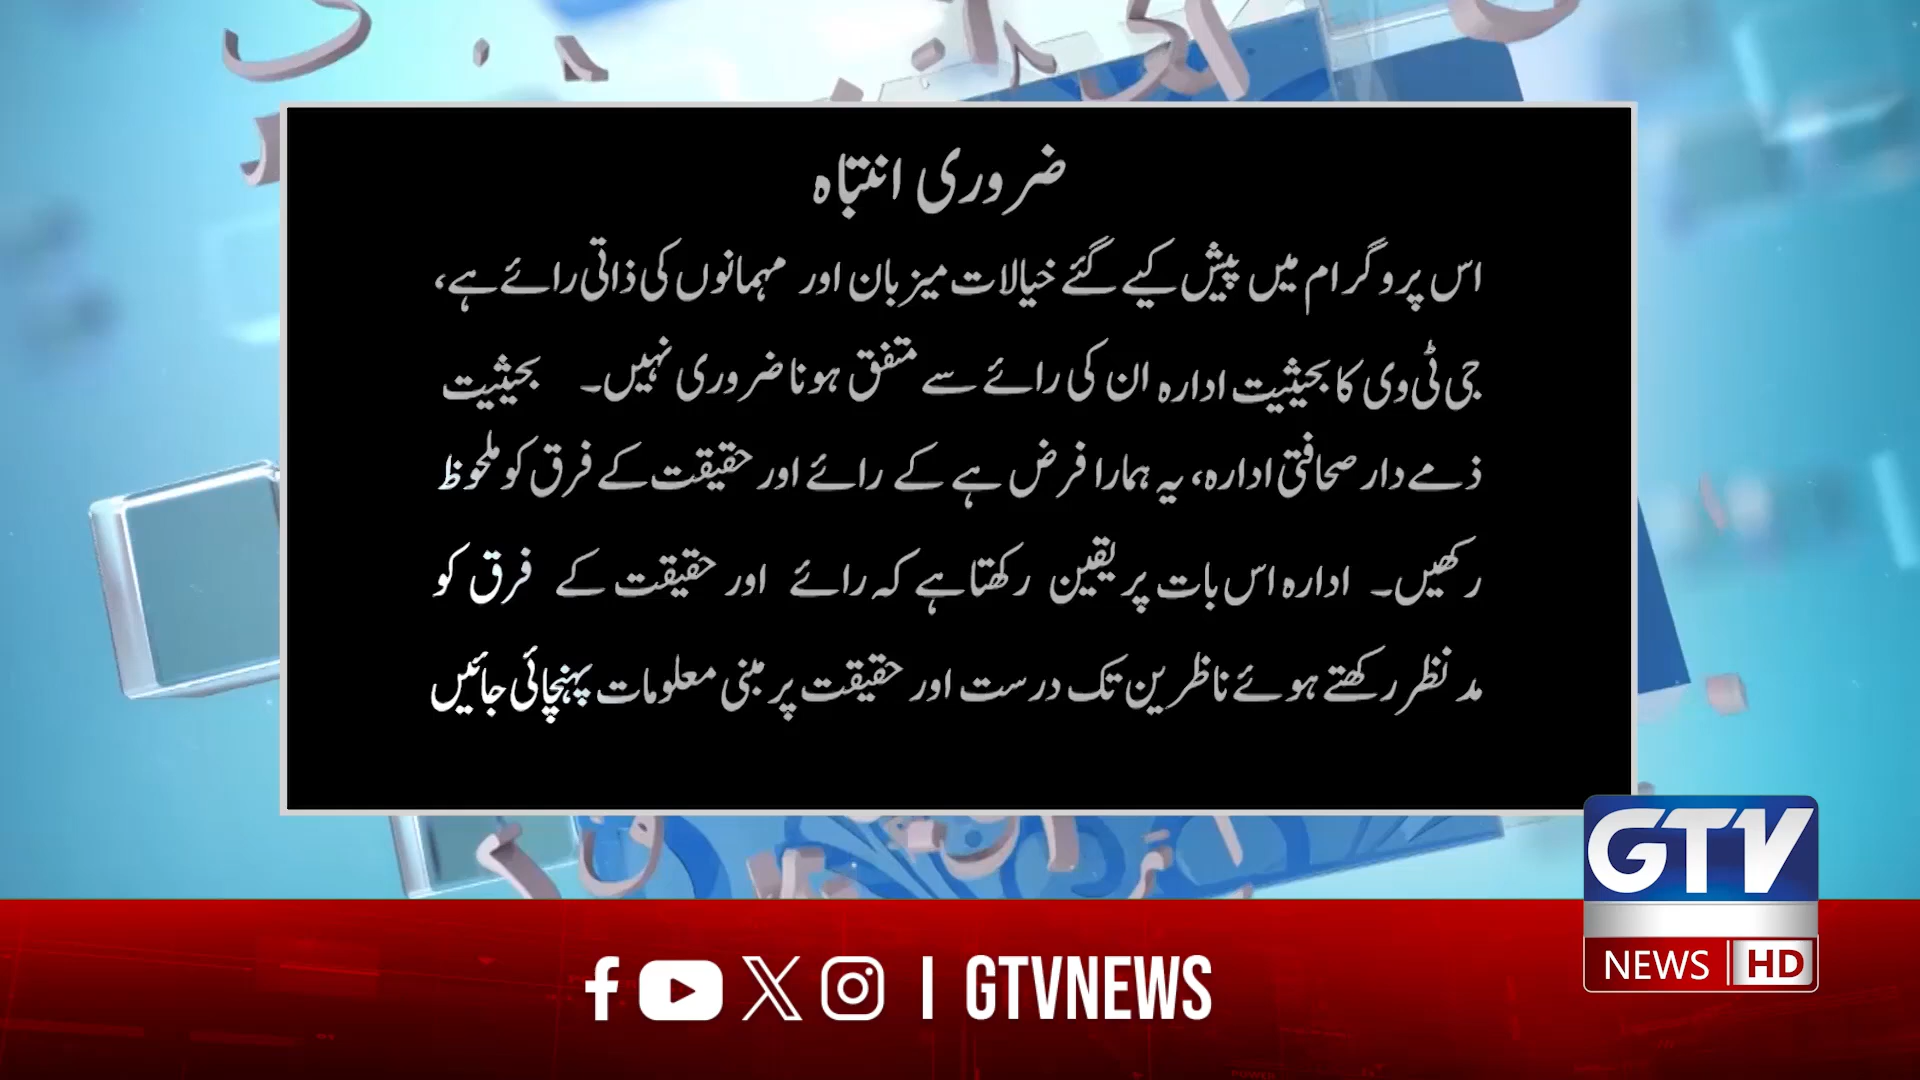 ضروری انتباہ
اس پروگرام میں پیش کیے گئے خیالات میزبان اور مہمانوں کی ذاتی رائے ہے،
جی ٹی وی کا بحیثیت ادارہ ان کی رائے سے متفق ہونا ضروری نہیں۔ بحیثیت
ذمے دار صحافتی ادارہ، یہ ہمارا فرض ہے کے رائے اور حقیقت کے فرق کو ملحوظ
رکھیں۔ ادارہ اس بات پر یقین رکھتا ہے کہ رائے اور حقیقت کے فرق کو
مد نظر رکھتے ہوئے ناظرین تک درست اور حقیقت پر مبنی معلومات پہنچائی جائیں
GTV
NEWS HD
GTVNEWS